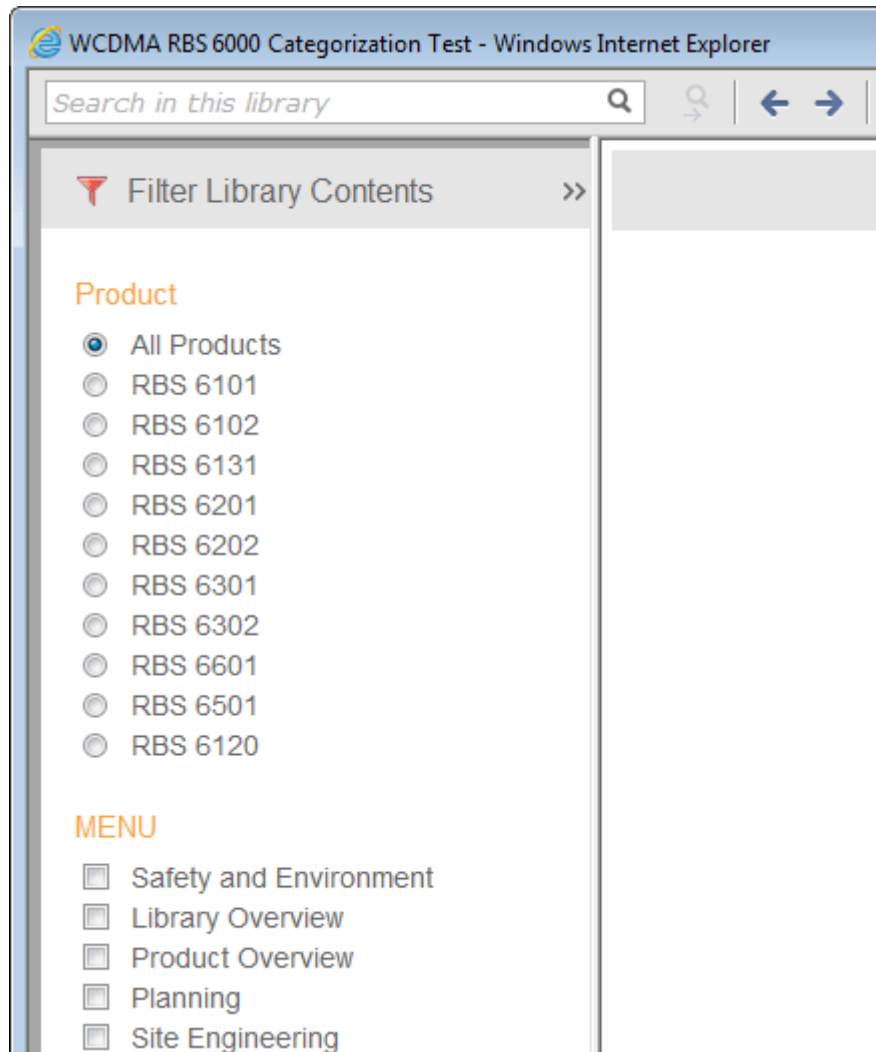 WCDMA RBS 6000 Categorization Test - Windows Internet Explorer
Search in this library
Filter Library Contents >>
Product
All Products
RBS 6101
RBS 6102
RBS 6131
RBS 6201
RBS 6202
RBS 6301
RBS 6302
RBS 6601
RBS 6501
RBS 6120
MENU
Safety and Environment
Library Overview
Product Overview
Planning
Site Engineering